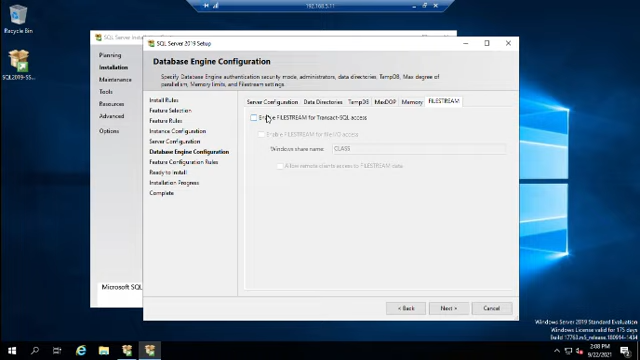 192.168.5.11
Recycle Bin
SQL2019-SS...
SQL Server Insta
SQL Server 2019 Setup
Database Engine Configuration
Specify Database Engine authentication security mode, administrators, data directories, TempDB, Max degree of
parallelism, Memory limits, and Filestream settings.
Planning
Installation
Maintenance
Tools
Resources
Advanced
Options
Microsoft SQL
Install Rules
Feature Selection
Feature Rules
Instance Configuration
Server Configuration
Database Engine Configuration
Feature Configuration Rules
Ready to Install
Installation Progress
Complete
Server Configuration
Data Directories
TempDB
MaxDOP
Memory
FILESTREAM
Enable FILESTREAM for Transact-SQL access
Enable FILESTREAM for file I/O access
Windows share name:
CLASS
Allow remote clients access to FILESTREAM data
< Back
Next >
Cancel
Windows Server 2019 Standard Evaluation
Windows License valid for 175 days
Build 17763.rs5_release.180914-1434
2:08 PM
9/22/2021